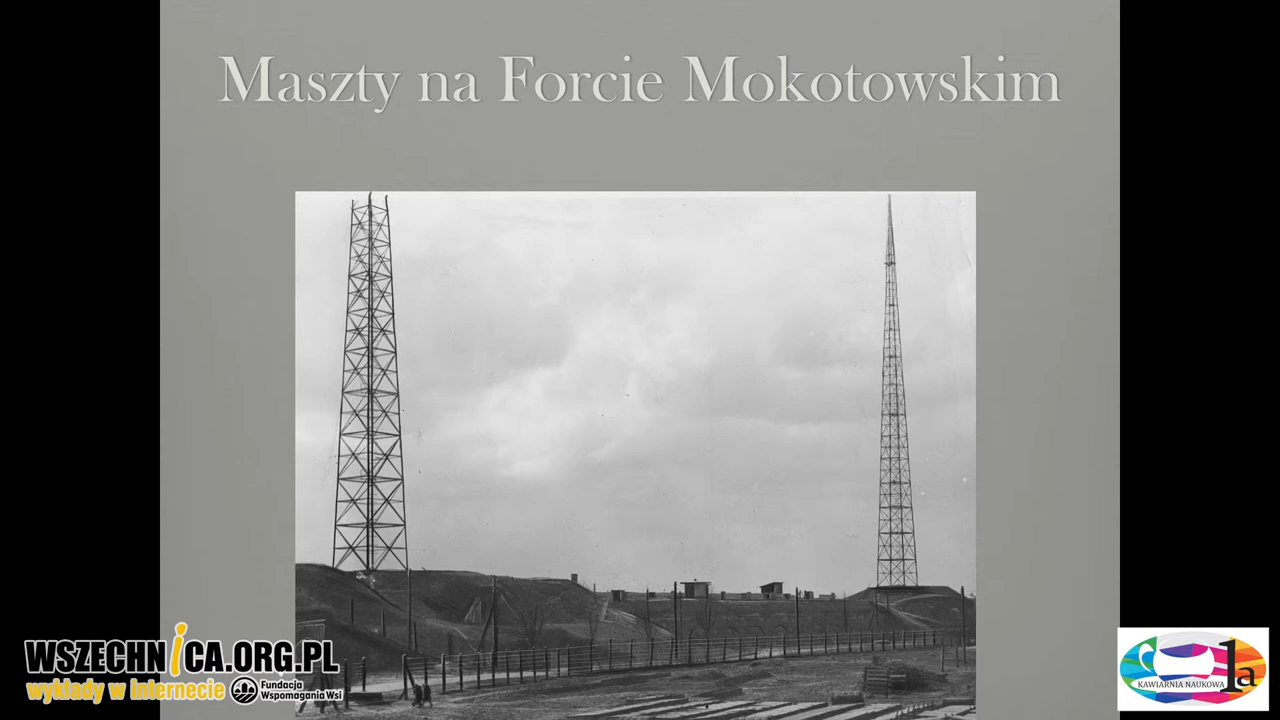 Maszty na Forcie Mokotowskim
WSZECHNiCA.ORG.PL
wykłady w internecie
Fundacja
Wspomagania Wsi
KAWIARNIA NAUKOWA
1a